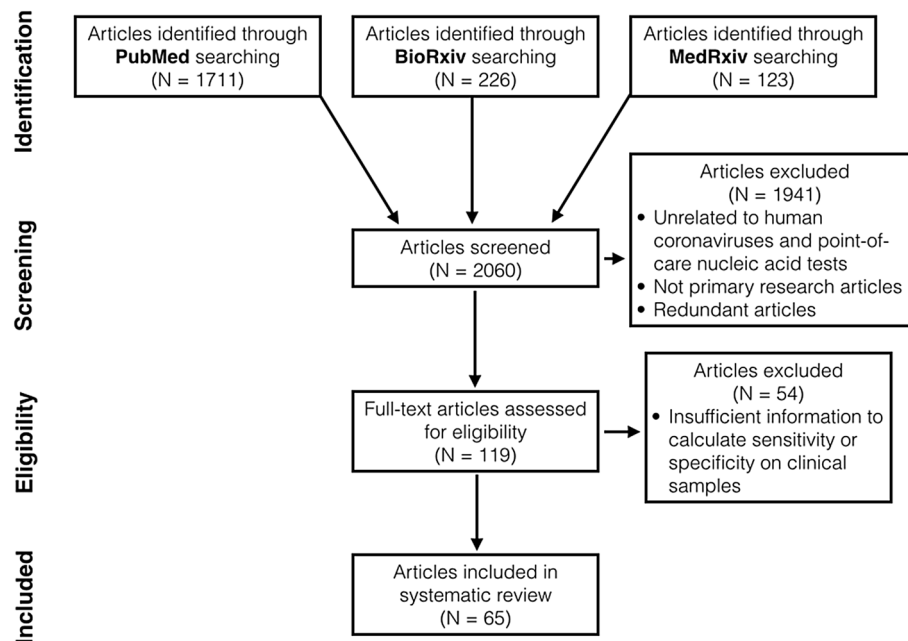 Identification
Articles identified through
PubMed searching
(N = 1711)
Articles identified through
BioRxiv searching
(N = 226)
Articles identified through
MedRxiv searching
(N = 123)
Screening
Articles screened
(N = 2060)
Articles excluded
(N = 1941)
• Unrelated to human
coronaviruses and point-of-
care nucleic acid tests
• Not primary research articles
• Redundant articles
Eligibility
Full-text articles assessed
for eligibility
(N = 119)
Articles excluded
(N = 54)
• Insufficient information to
calculate sensitivity or
specificity on clinical
samples
Included
Articles included in
systematic review
(N = 65)